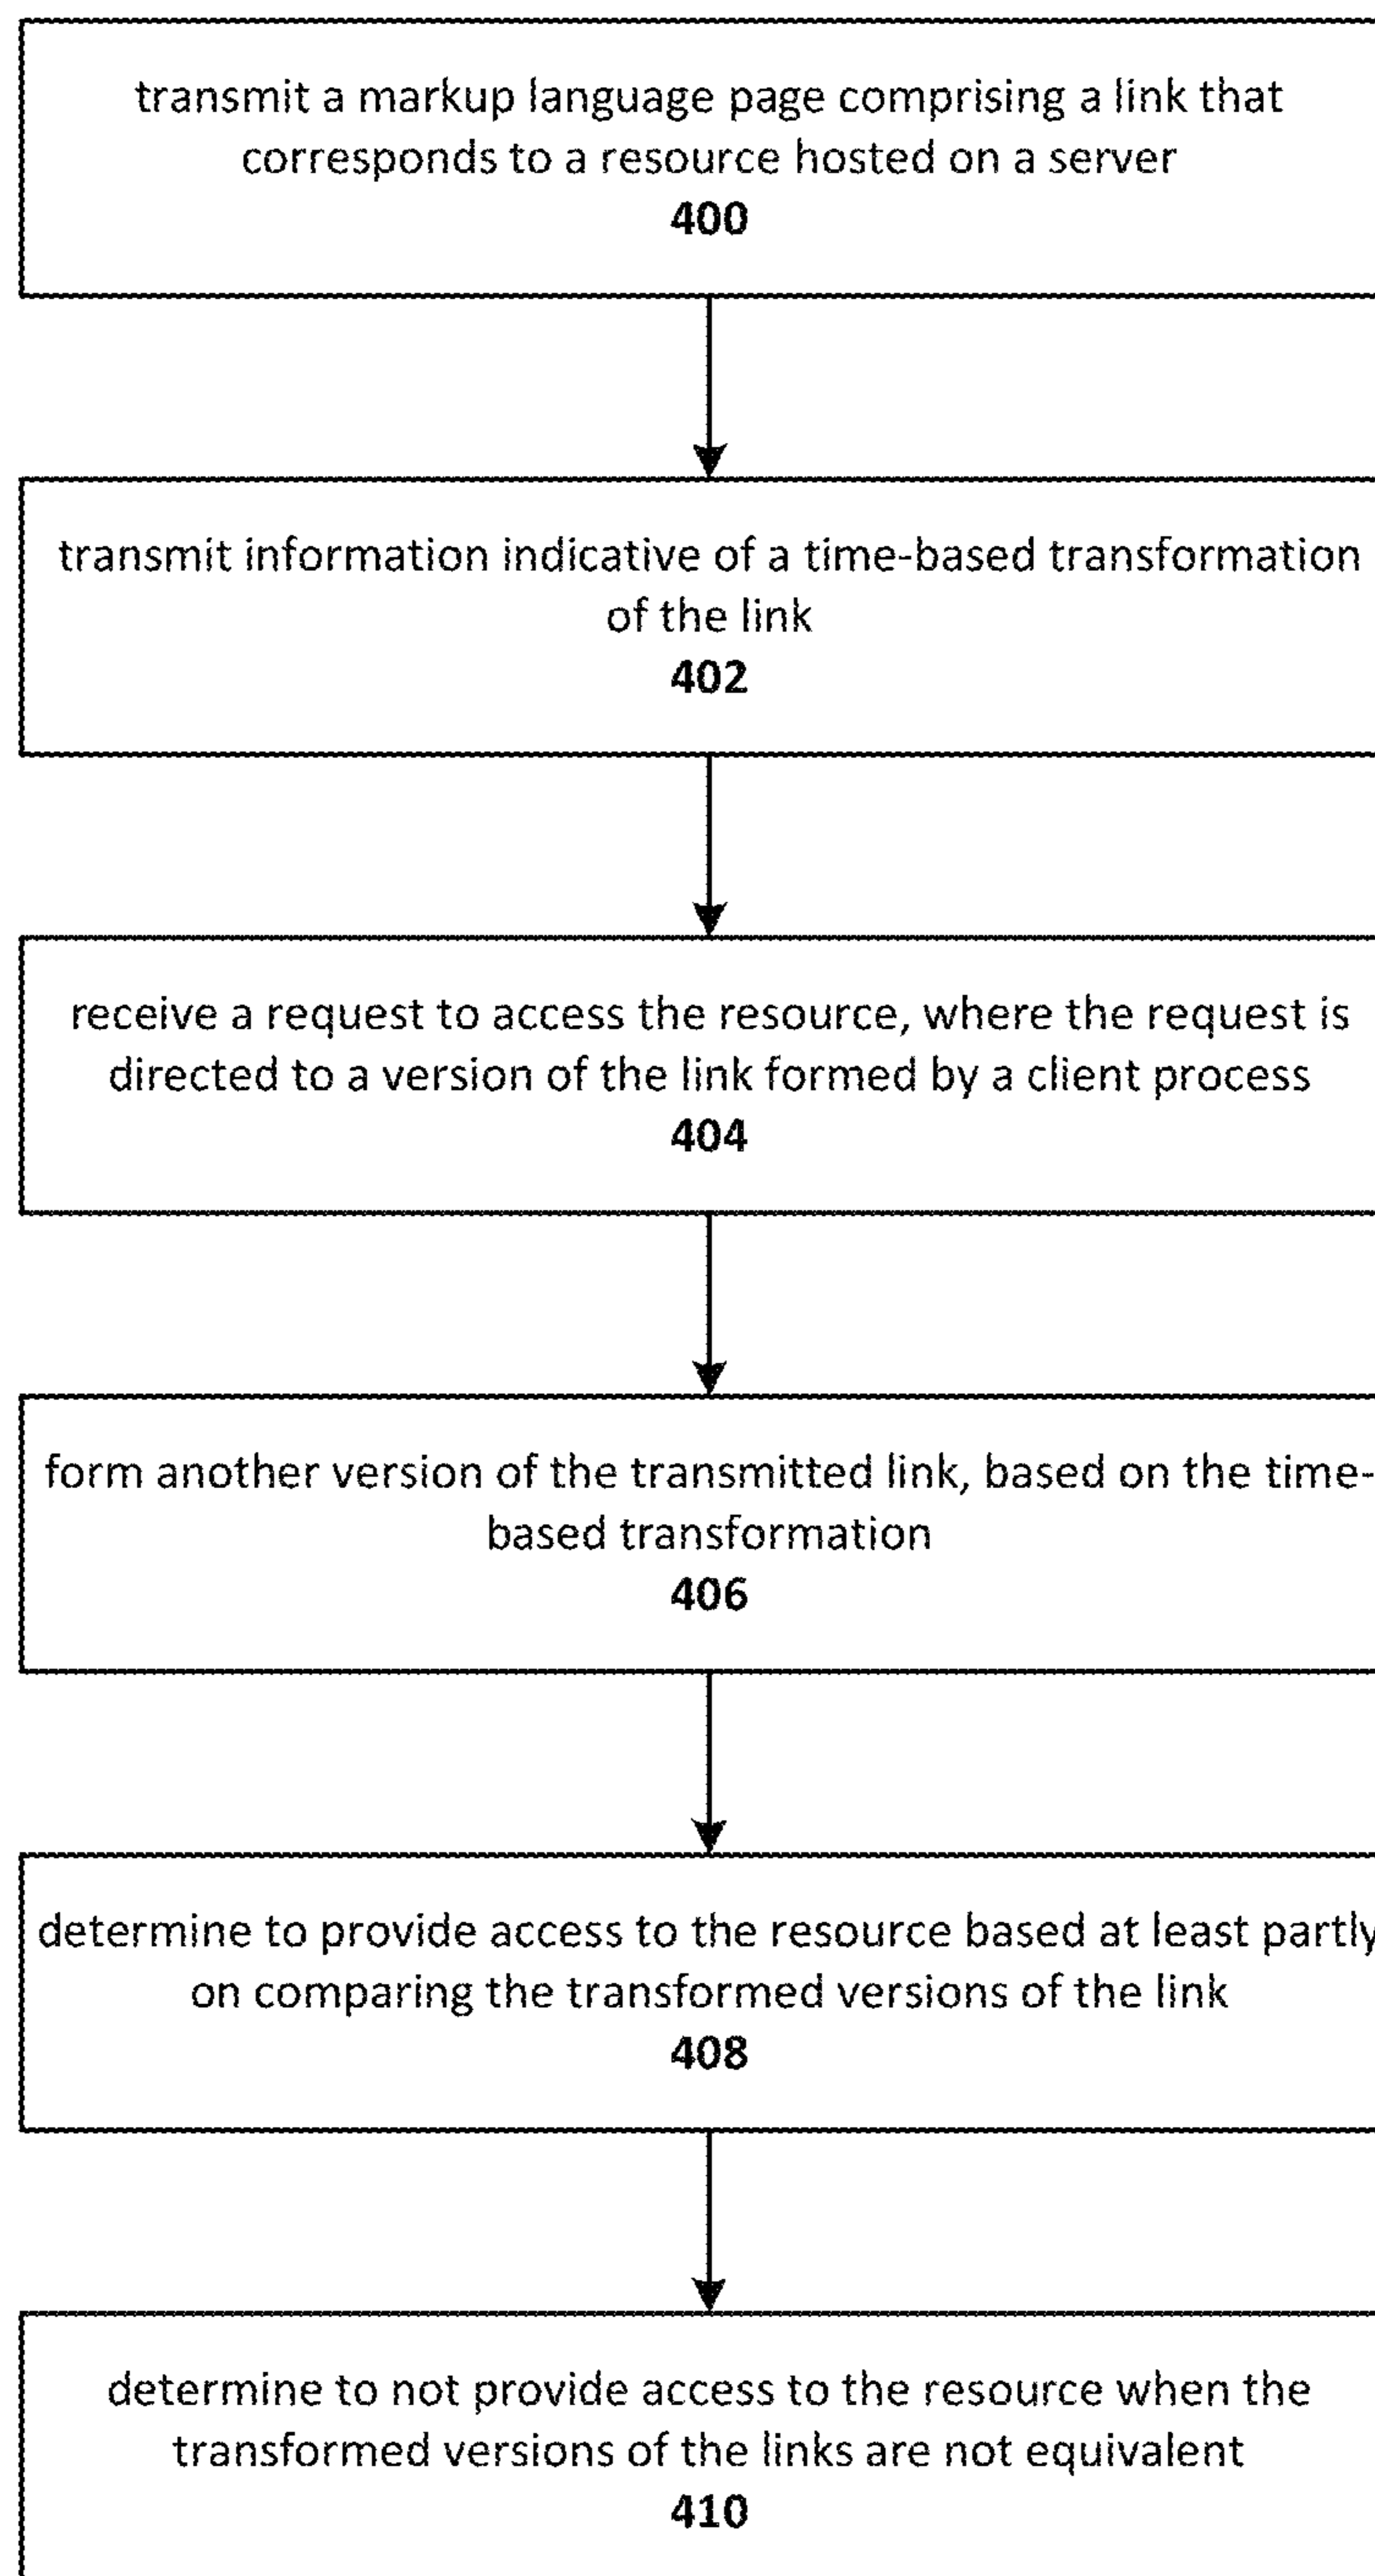 transmit a markup language page comprising a link that
corresponds to a resource hosted on a server
400
transmit information indicative of a time-based transformation
of the link
402
receive a request to access the resource, where the request is
directed to a version of the link formed by a client process
404
form another version of the transmitted link, based on the time-
based transformation
406
determine to provide access to the resource based at least partly
on comparing the transformed versions of the link
408
determine to not provide access to the resource when the
transformed versions of the links are not equivalent
410